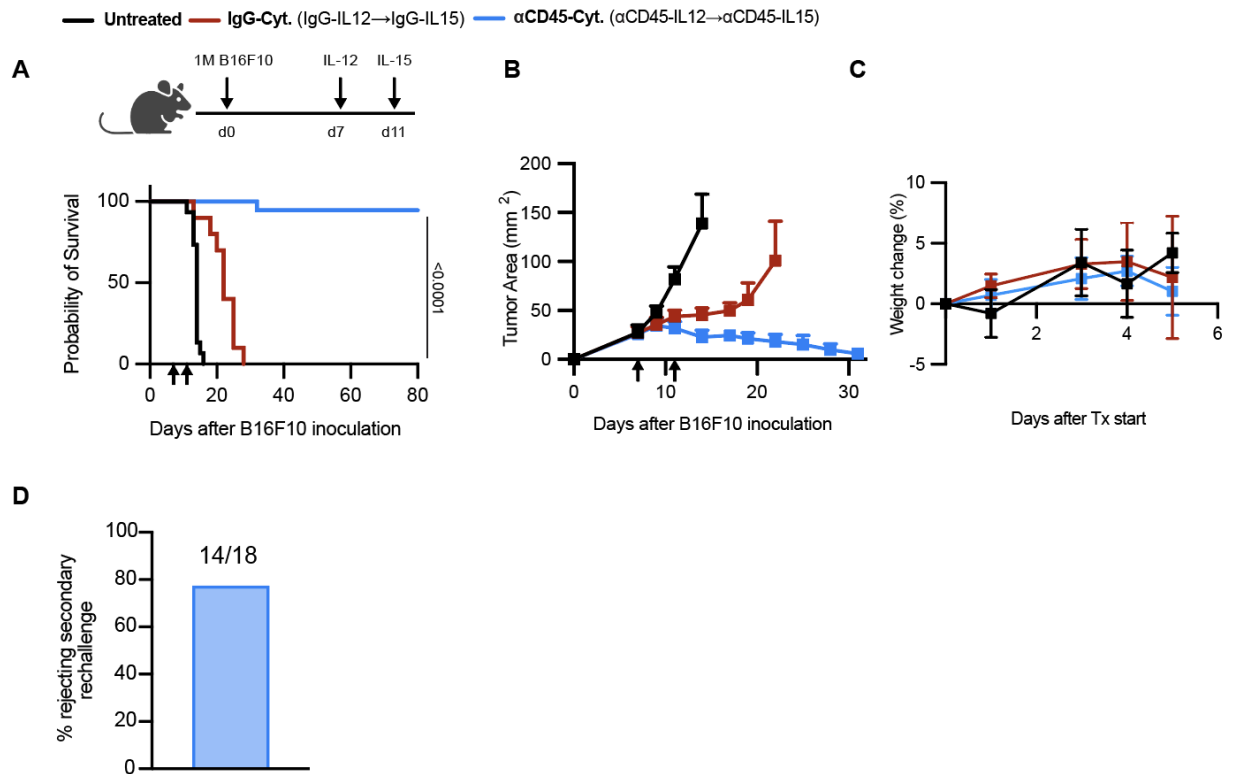 Untreated IgG-Cyt. (IgG-IL12→IgG-IL15) αCD45-Cyt. (αCD45-IL12→αCD45-IL15)
A
1M B16F10 IL-12 IL-15
d0 d7 d11
Probability of Survival
100
50
0
0 20 40 60 80
Days after B16F10 inoculation
<0.0001
B
Tumor Area (mm²)
200
150
100
50
0
0 10 20 30
Days after B16F10 inoculation
C
Weight change (%)
10
5
0
-5
2 4 6
Days after Tx start
D
% rejecting secondary
rechallenge
100
80
60
40
20
0
14/18